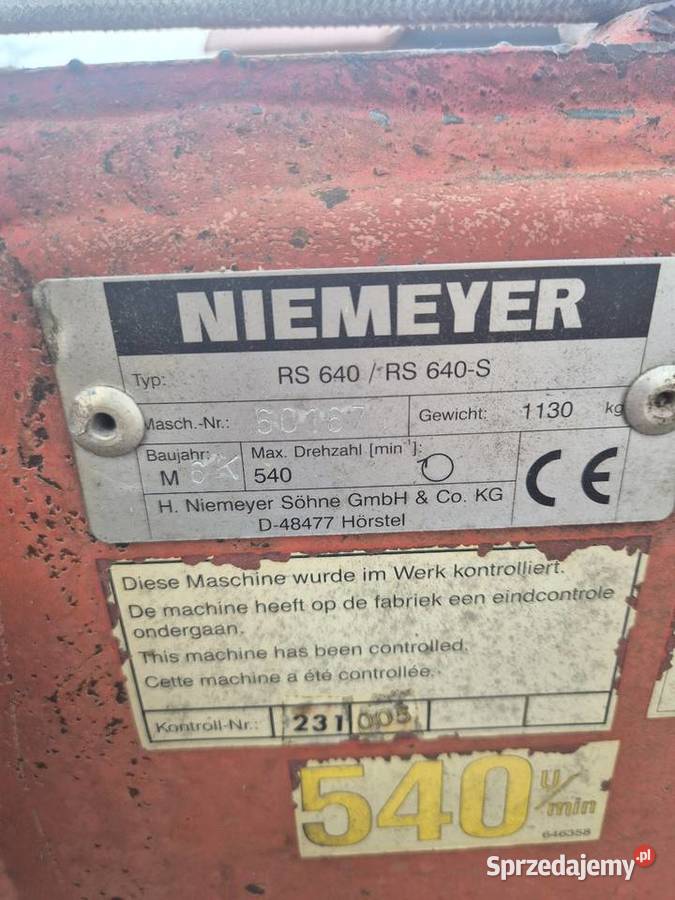 NIEMEYER
Typ: RS 640 / RS 640-S
Masch.-Nr.: 60167 Gewicht: 1130 kg
Baujahr: Max. Drehzahl [min⁻¹]:
M 540
CE
H. Niemeyer Söhne GmbH & Co. KG
D-48477 Hörstel
Diese Maschine wurde im Werk kontrolliert.
De machine heeft op de fabriek een eindcontrole
ondergaan.
This machine has been controlled.
Cette machine a été controllée.
Kontroll-Nr.: 231 005
540 U/min
646358
Sprzedajemy.pl